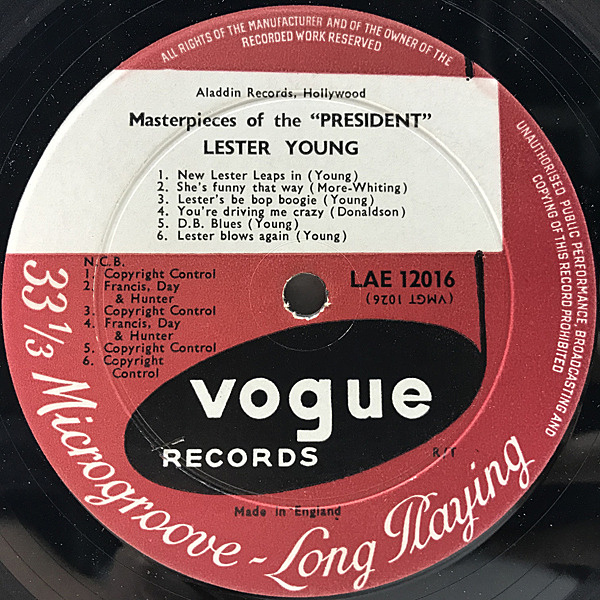 ALL RIGHTS OF THE MANUFACTURER AND OF THE OWNER OF THE
RECORDED WORK RESERVED
Aladdin Records, Hollywood
Masterpieces of the "PRESIDENT"
LESTER YOUNG
1. New Lester Leaps in (Young)
2. She's funny that way (More-Whiting)
3. Lester's be bop boogie (Young)
4. You're driving me crazy (Donaldson)
5. D.B. Blues (Young)
6. Lester blows again (Young)
N.C.B.
1. Copyright Control
2. Francis, Day
& Hunter
3. Copyright Control
4. Francis, Day
& Hunter
5. Copyright Control
6. Copyright
Control
LAE 12016
(VMGT 1026)
UNAUTHORISED PUBLIC PERFORMANCE, BROADCASTING AND
COPYING OF THIS RECORD PROHIBITED
vogue
RECORDS
R/T
Made in England
33 1/3 Microgroove - Long Playing